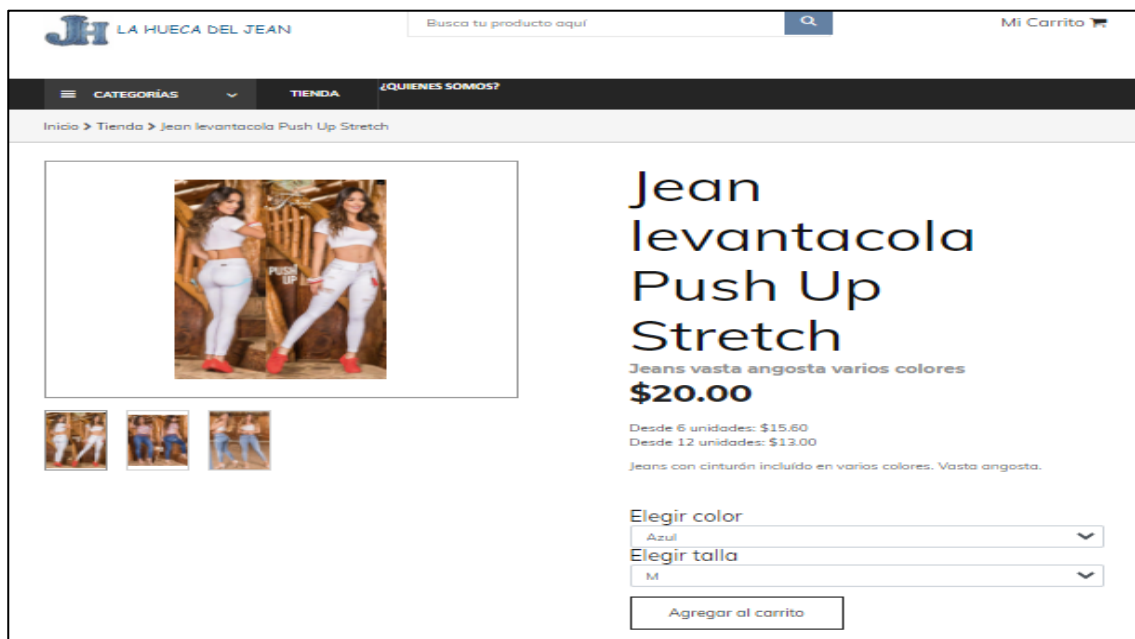 JH LA HUECA DEL JEAN
Busca tu producto aquí
Mi Carrito
CATEGORÍAS
TIENDA
¿QUIENES SOMOS?
Inicio > Tienda > Jean levantacola Push Up Stretch
PUSH
UP
Jean
levantacola
Push Up
Stretch
Jeans vasta angosta varios colores
$20.00
Desde 6 unidades: $15.60
Desde 12 unidades: $13.00
Jeans con cinturón incluído en varios colores. Vasta angosta.
Elegir color
Azul
Elegir talla
M
Agregar al carrito